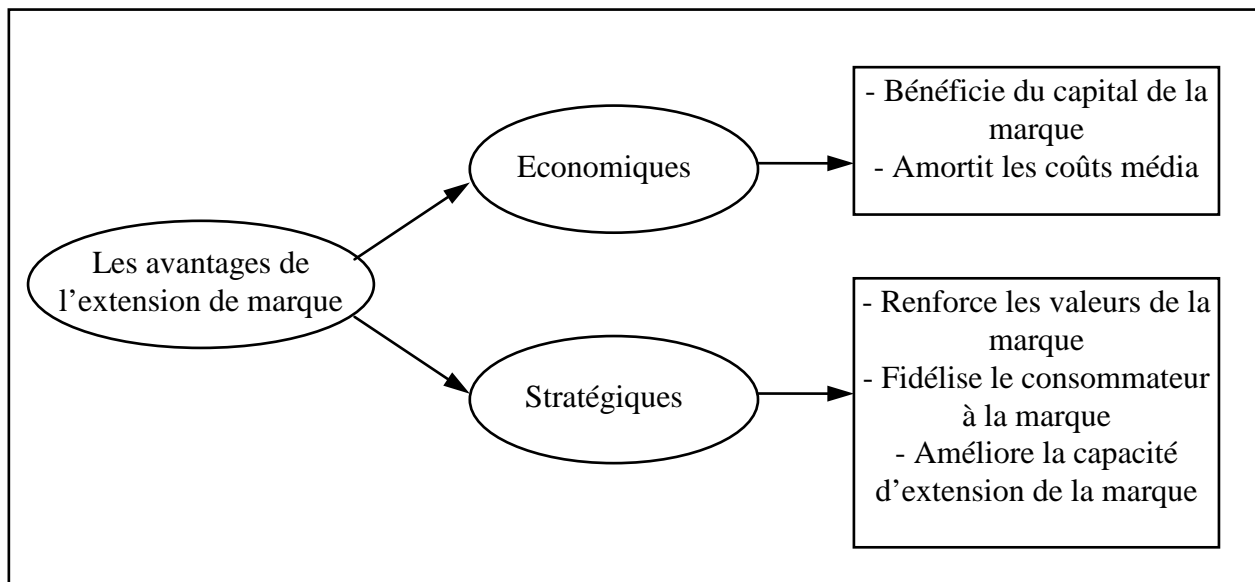 Les avantages de
l’extension de marque
Economiques
- Bénéficie du capital de la
marque
- Amortit les coûts média
Stratégiques
- Renforce les valeurs de la
marque
- Fidélise le consommateur
à la marque
- Améliore la capacité
d’extension de la marque